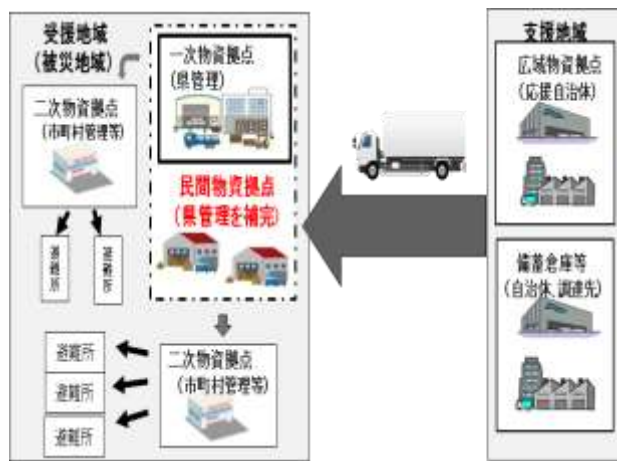 受援地域
(被災地域)
二次物資拠点
(市町村管理等)
避難所
避難所
一次物資拠点
(県管理)
民間物資拠点
(県管理を補完)
二次物資拠点
(市町村管理等)
避難所
避難所
避難所
支援地域
広域物資拠点
(応援自治体)
備蓄倉庫等
(自治体、調達先)